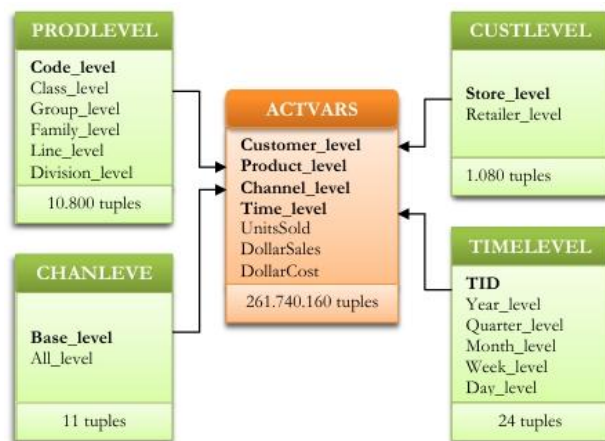 PRODLEVEL
Code_level
Class_level
Group_level
Family_level
Line_level
Division_level
10.800 tuples
CUSTLEVEL
Store_level
Retailer_level
1.080 tuples
ACTVARS
Customer_level
Product_level
Channel_level
Time_level
UnitsSold
DollarSales
DollarCost
261.740.160 tuples
CHANLEVE
Base_level
All_level
11 tuples
TIMELEVEL
TID
Year_level
Quarter_level
Month_level
Week_level
Day_level
24 tuples